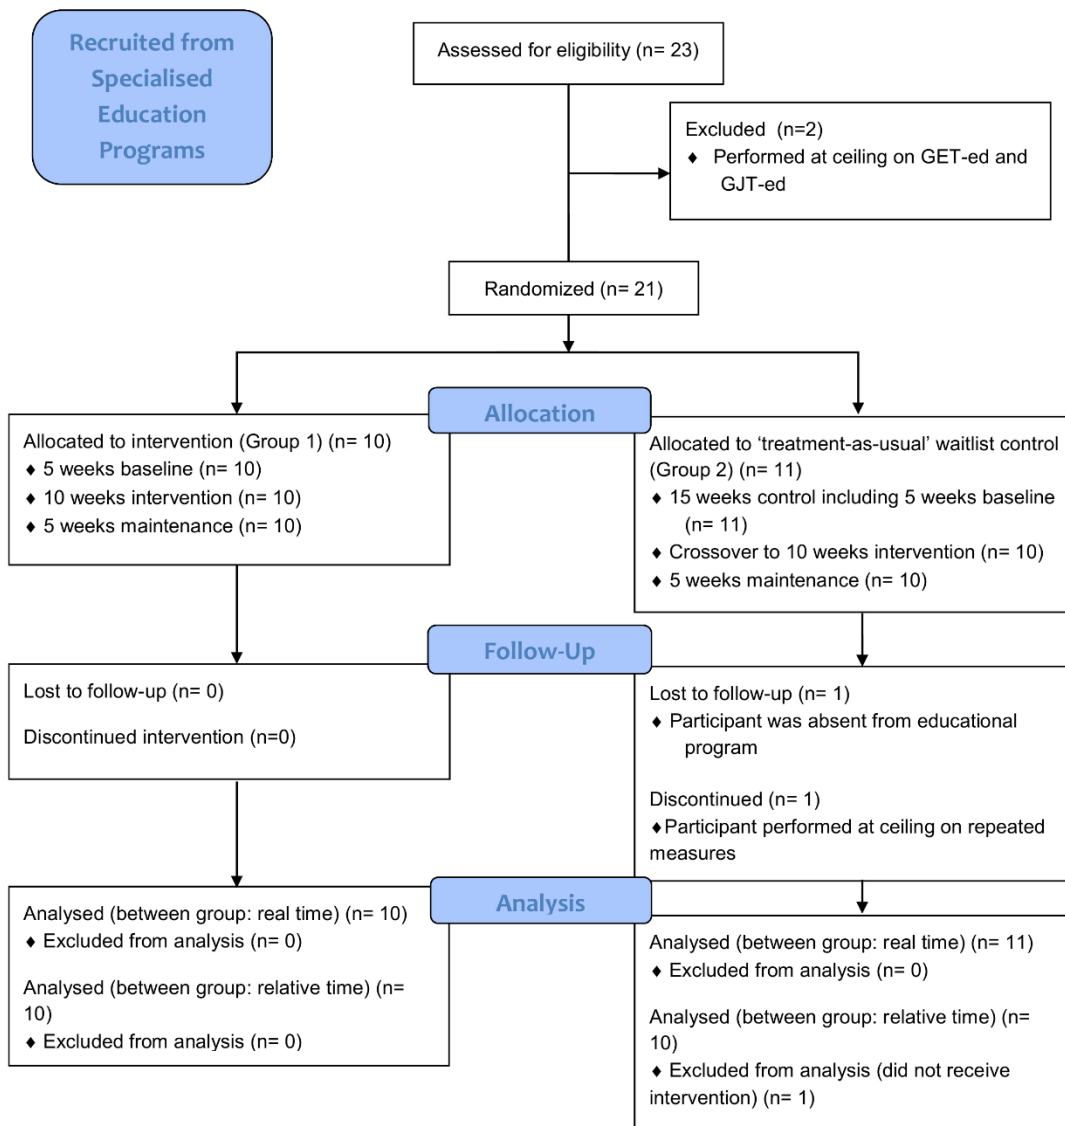 Recruited from
Specialised
Education
Programs
Assessed for eligibility (n= 23)
Excluded (n=2)
♦ Performed at ceiling on GET-ed and
GJT-ed
Randomized (n= 21)
Allocation
Allocated to intervention (Group 1) (n= 10)
♦ 5 weeks baseline (n= 10)
♦ 10 weeks intervention (n= 10)
♦ 5 weeks maintenance (n= 10)
Allocated to ‘treatment-as-usual’ waitlist control
(Group 2) (n= 11)
♦ 15 weeks control including 5 weeks baseline
(n= 11)
♦ Crossover to 10 weeks intervention (n= 10)
♦ 5 weeks maintenance (n= 10)
Follow-Up
Lost to follow-up (n= 0)
Discontinued intervention (n=0)
Lost to follow-up (n= 1)
♦ Participant was absent from educational
program
Discontinued (n= 1)
♦Participant performed at ceiling on repeated
measures
Analysis
Analysed (between group: real time) (n= 10)
♦ Excluded from analysis (n= 0)
Analysed (between group: relative time) (n=
10)
♦ Excluded from analysis (n= 0)
Analysed (between group: real time) (n= 11)
♦ Excluded from analysis (n= 0)
Analysed (between group: relative time) (n=
10)
♦ Excluded from analysis (did not receive
intervention) (n= 1)